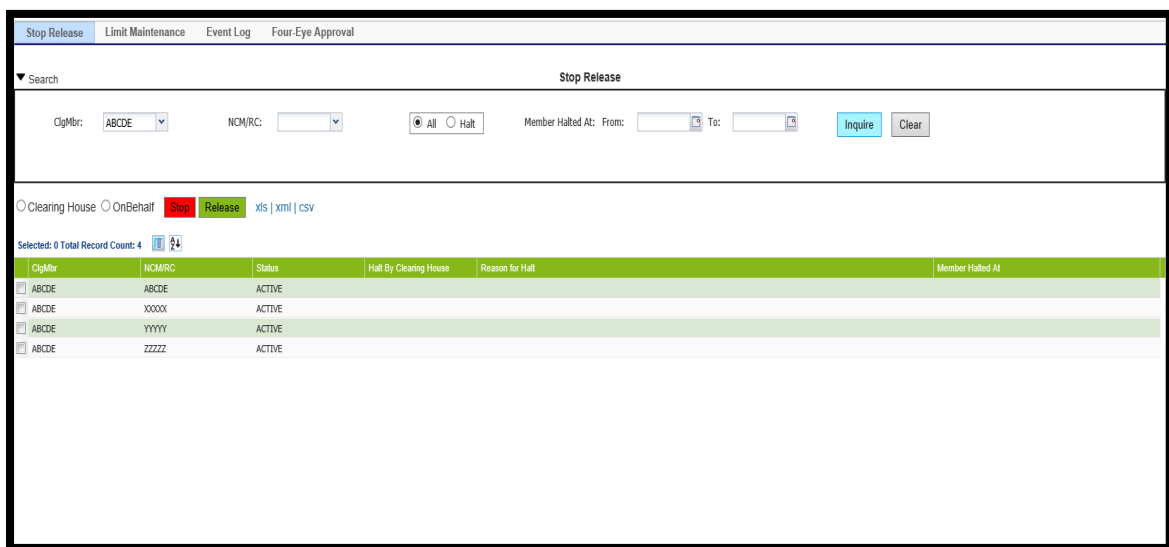 Stop Release Limit Maintenance Event Log Four-Eye Approval
Search Stop Release
ClgMbr: ABCDE NCM/RC: All Halt Member Halted At: From: To: Inquire Clear
Clearing House OnBehalf Stop Release xls | xml | csv
Selected: 0 Total Record Count: 4
ClgMbr NCM/RC Status Halt By Clearing House Reason for Halt Member Halted At
ABCDE ABCDE ACTIVE
ABCDE XXXXX ACTIVE
ABCDE YYYYY ACTIVE
ABCDE ZZZZZ ACTIVE